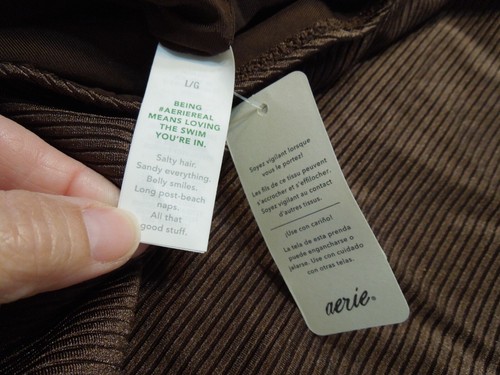 L/G
BEING
#AERIEREAL
MEANS LOVING
THE SWIM
YOU'RE IN.
Salty hair.
Sandy everything.
Belly smiles.
Long post-beach
naps.
All that
good stuff.
Soyez vigilant lorsque
vous le portez!
Les fils de ce tissu peuvent
s'accrocher et s'effilocher.
Soyez vigilant au contact
d'autres tissus.
¡Use con cariño!
La tela de esta prenda
puede engancharse o
jalarse. Use con cuidado
con otras telas.
aerie®